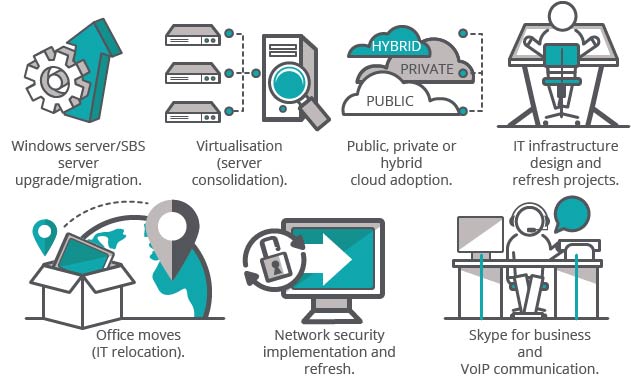 Windows server/SBS
server
upgrade/migration.
Virtualisation
(server
consolidation).
HYBRID
PRIVATE
PUBLIC
Public, private or
hybrid
cloud adoption.
IT infrastructure
design and
refresh projects.
Office moves
(IT relocation).
Network security
implementation and
refresh.
Skype for business
and
VoIP communication.